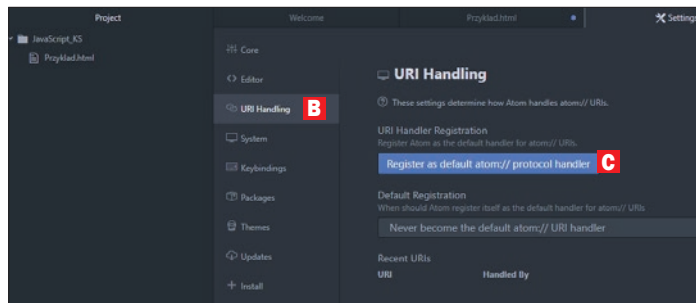 Project
Welcome
Przyklad.html
Settings
JavaScript_KS
Przyklad.html
Core
Editor
URI Handling
B
System
Keybindings
Packages
Themes
Updates
Install
URI Handling
These settings determine how Atom handles atom:// URIs.
URI Handler Registration
Register Atom as the default handler for atom:// URIs.
Register as default atom:// protocol handler
C
Default Registration
When should Atom register itself as the default handler for atom:// URIs
Never become the default atom:// URI handler
Recent URIs
URI Handled By